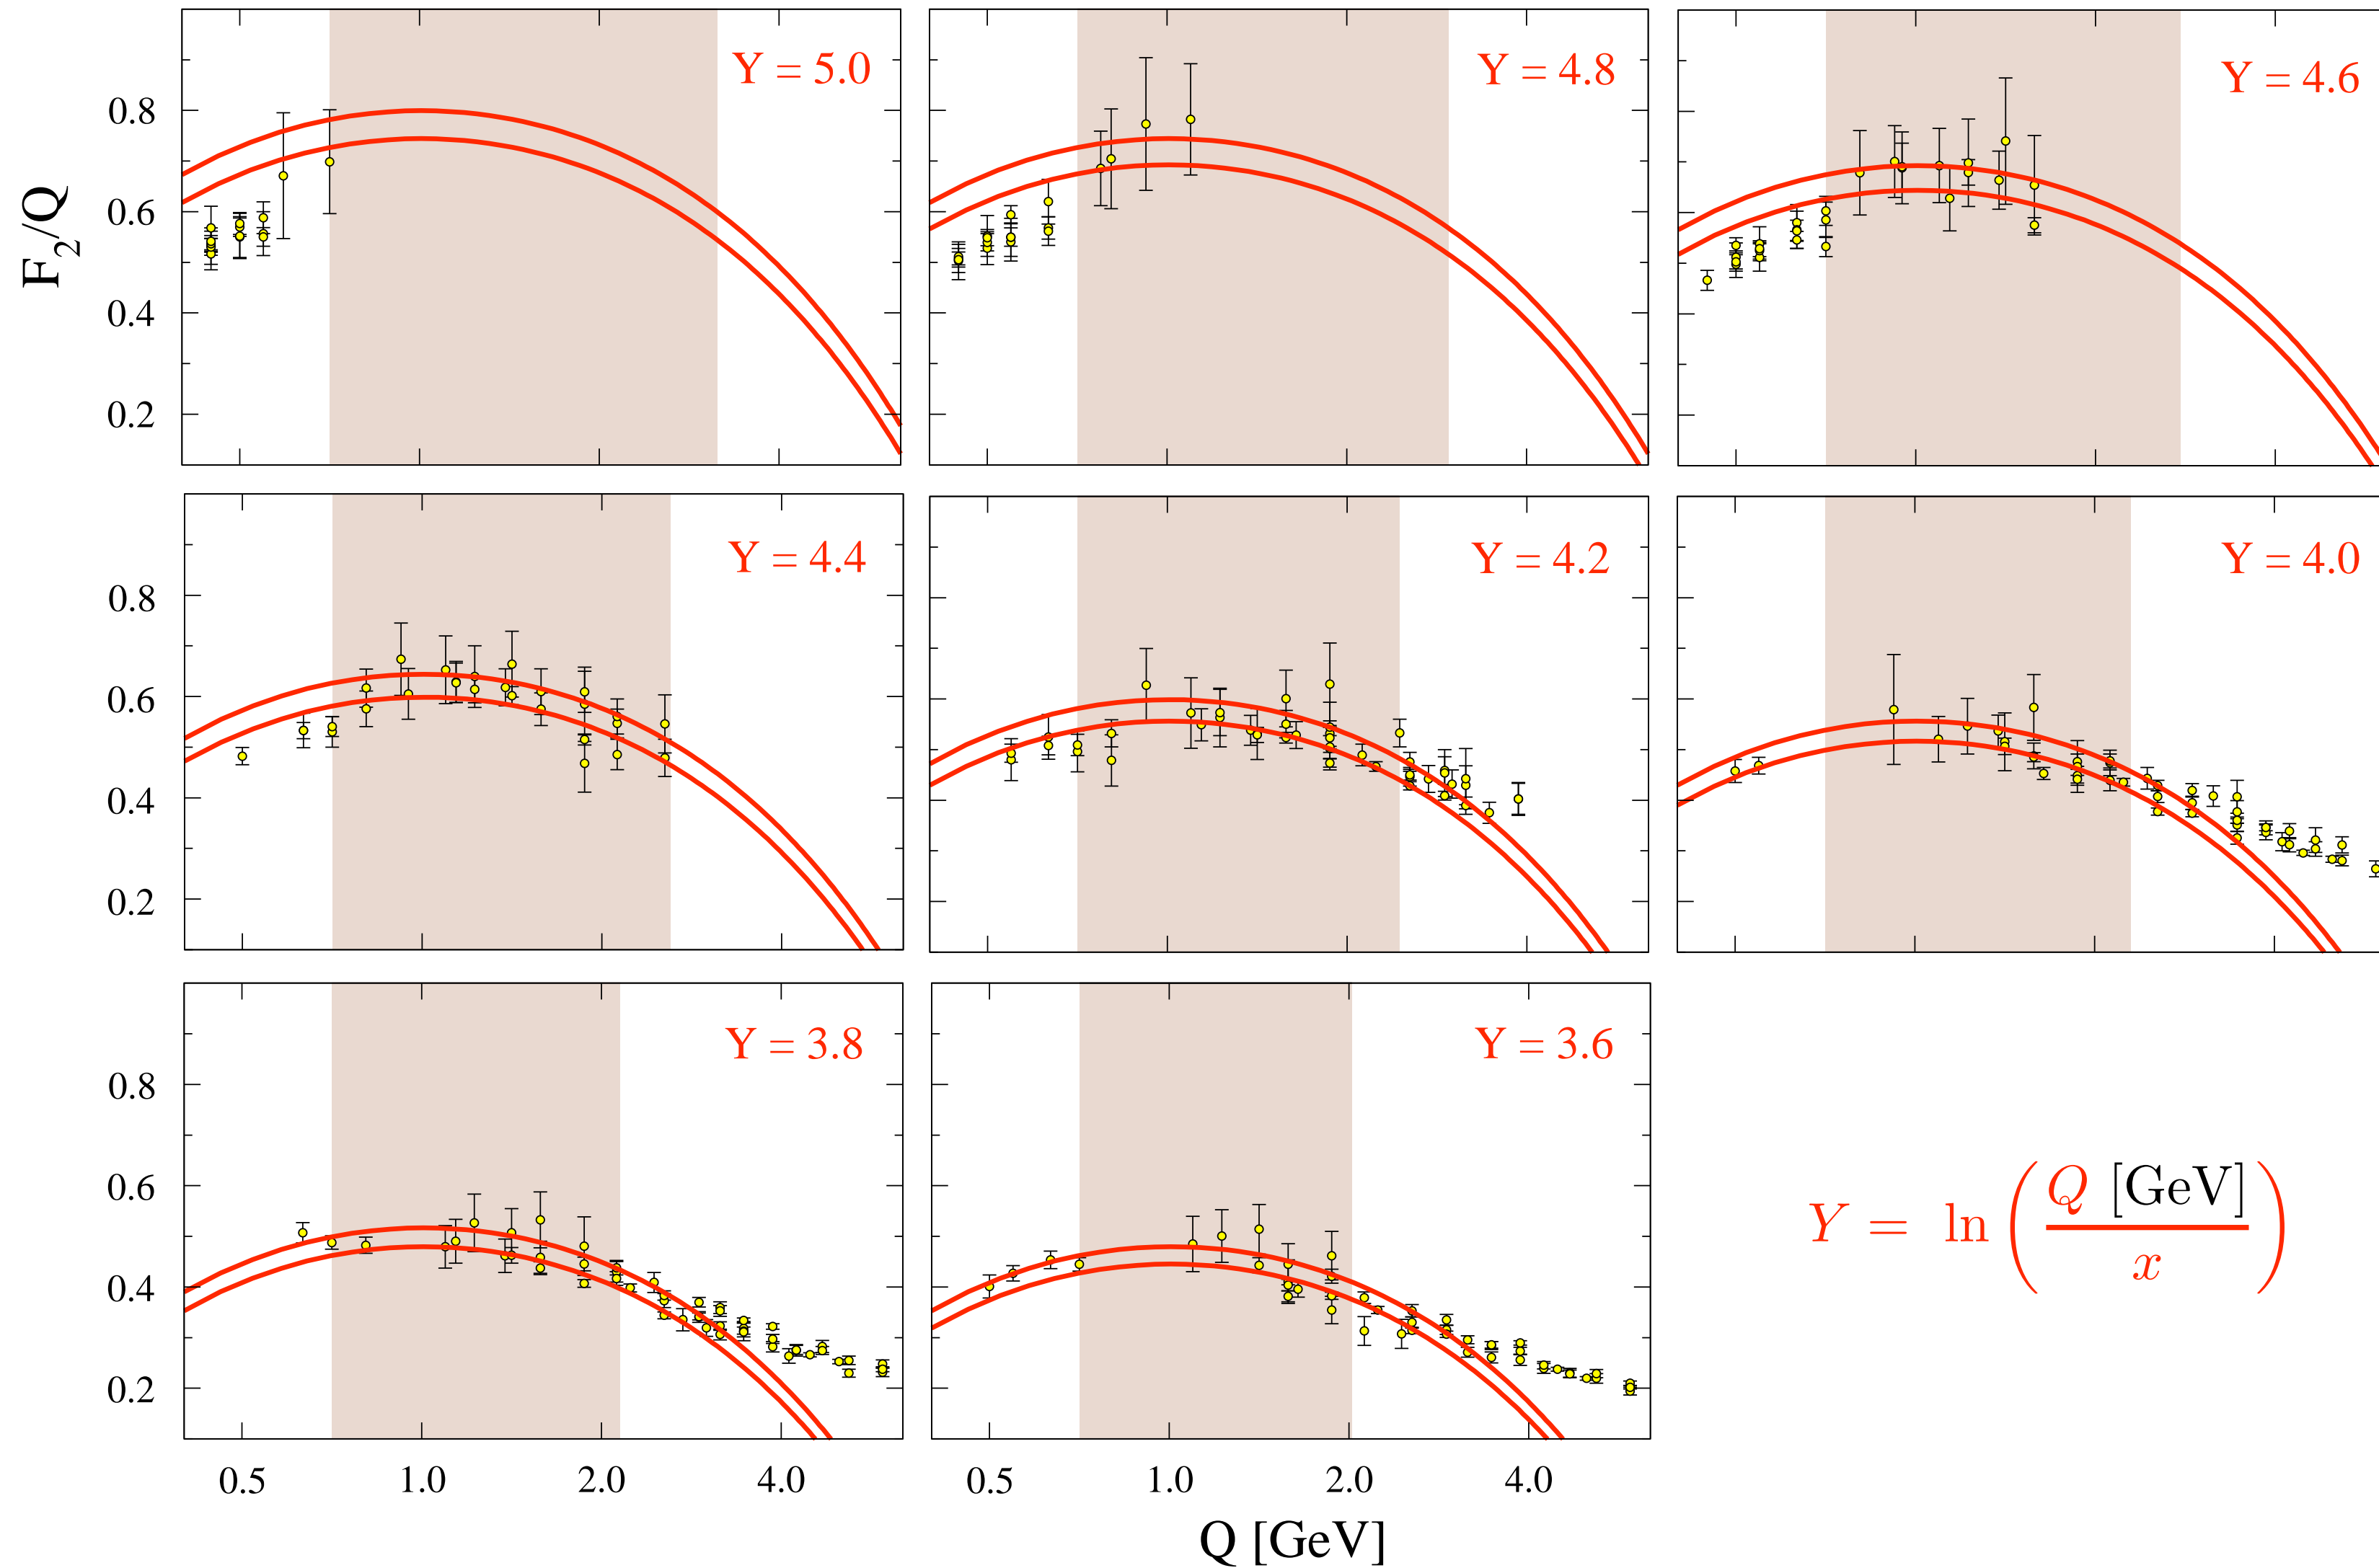 Y = 5.0
Y = 4.8
Y = 4.6
0.8
0.6
0.4
0.2
F2/Q
Y = 4.4
Y = 4.2
Y = 4.0
0.8
0.6
0.4
0.2
Y = 3.8
Y = 3.6
0.8
0.6
0.4
0.2
Y = ln(Q [GeV]/x)
0.5 1.0 2.0 4.0
0.5 1.0 2.0 4.0
Q [GeV]